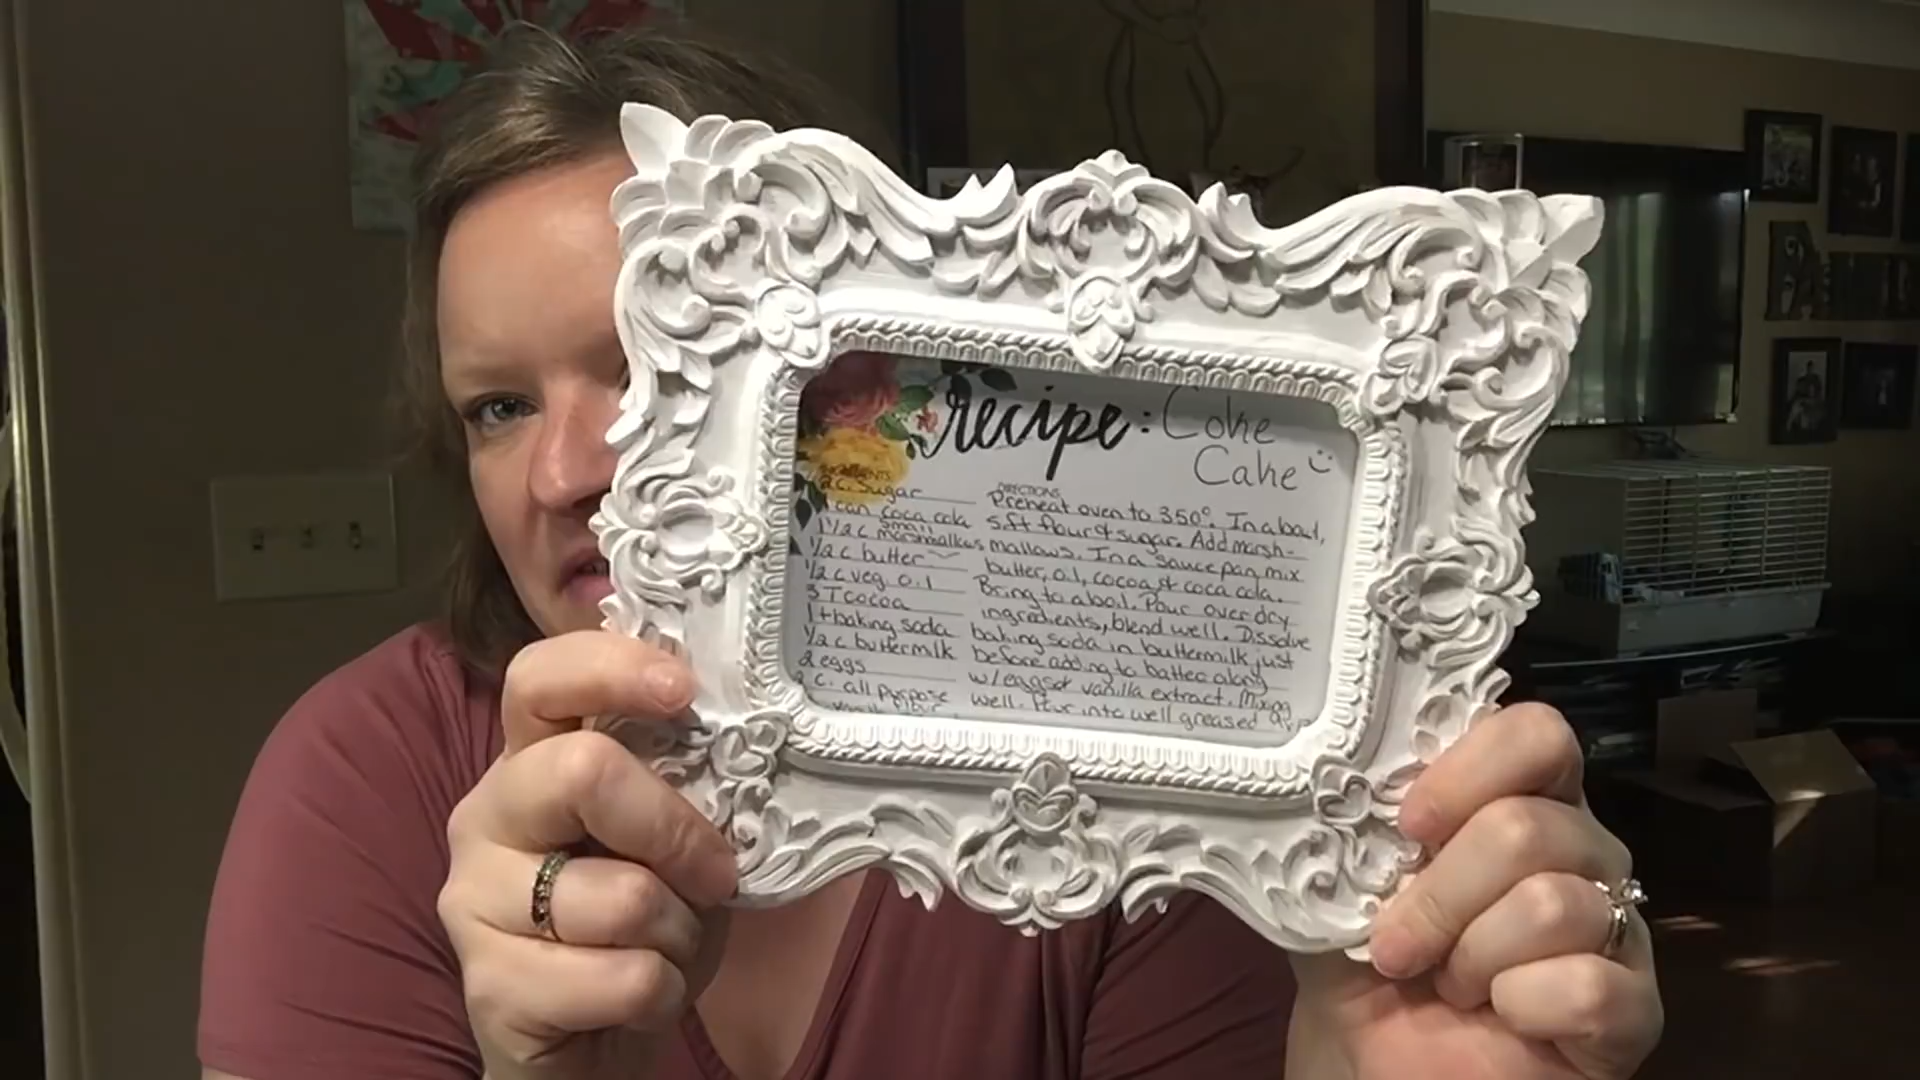 recipe: Coke
Cake
INGREDIENTS
2 c. Sugar
1 can coca cola
1 1/2 c small marshmallows
1/2 c butter
1/2 c veg. oil
3 T cocoa
1 t baking soda
1/2 c buttermilk
2 eggs
2 c. all purpose
flour
DIRECTIONS
Preheat oven to 350°. In a bowl,
sift flour & sugar. Add marsh-
mallows. In a saucepan mix
butter, oil, cocoa & coca cola.
Bring to a boil. Pour over dry
ingredients, blend well. Dissolve
baking soda in buttermilk just
before adding to batter along
w/ eggs & vanilla extract. Mixing
well. Pour into well greased 9x13